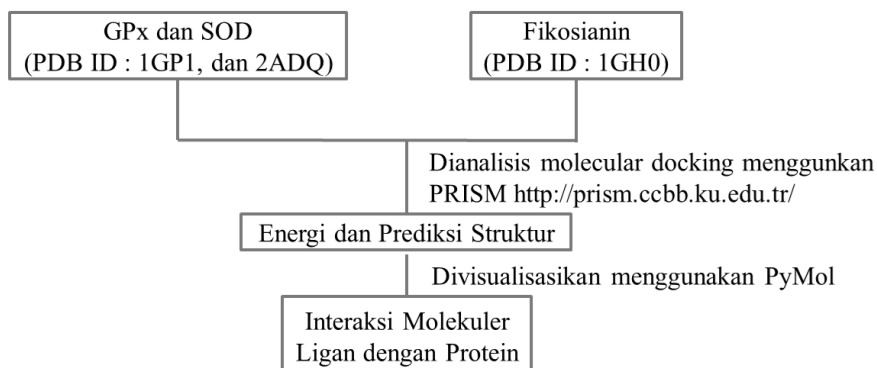 GPx dan SOD
(PDB ID : 1GP1, dan 2ADQ)
Fikosianin
(PDB ID : 1GH0)
Dianalisis molecular docking menggunkan
PRISM http://prism.ccbb.ku.edu.tr/
Energi dan Prediksi Struktur
Divisualisasikan menggunakan PyMol
Interaksi Molekuler
Ligan dengan Protein